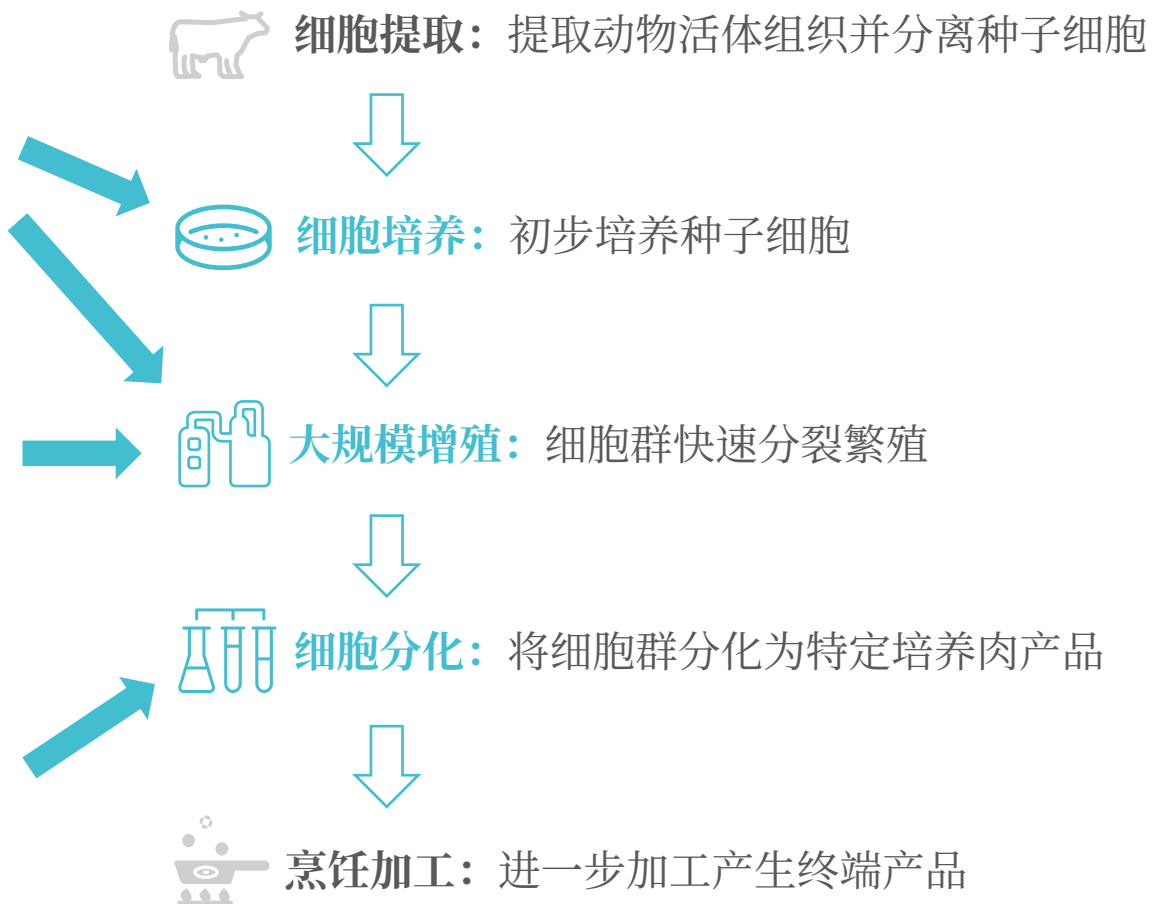 细胞提取：提取动物活体组织并分离种子细胞
细胞培养：初步培养种子细胞
大规模增殖：细胞群快速分裂繁殖
细胞分化：将细胞群分化为特定培养肉产品
烹饪加工：进一步加工产生终端产品